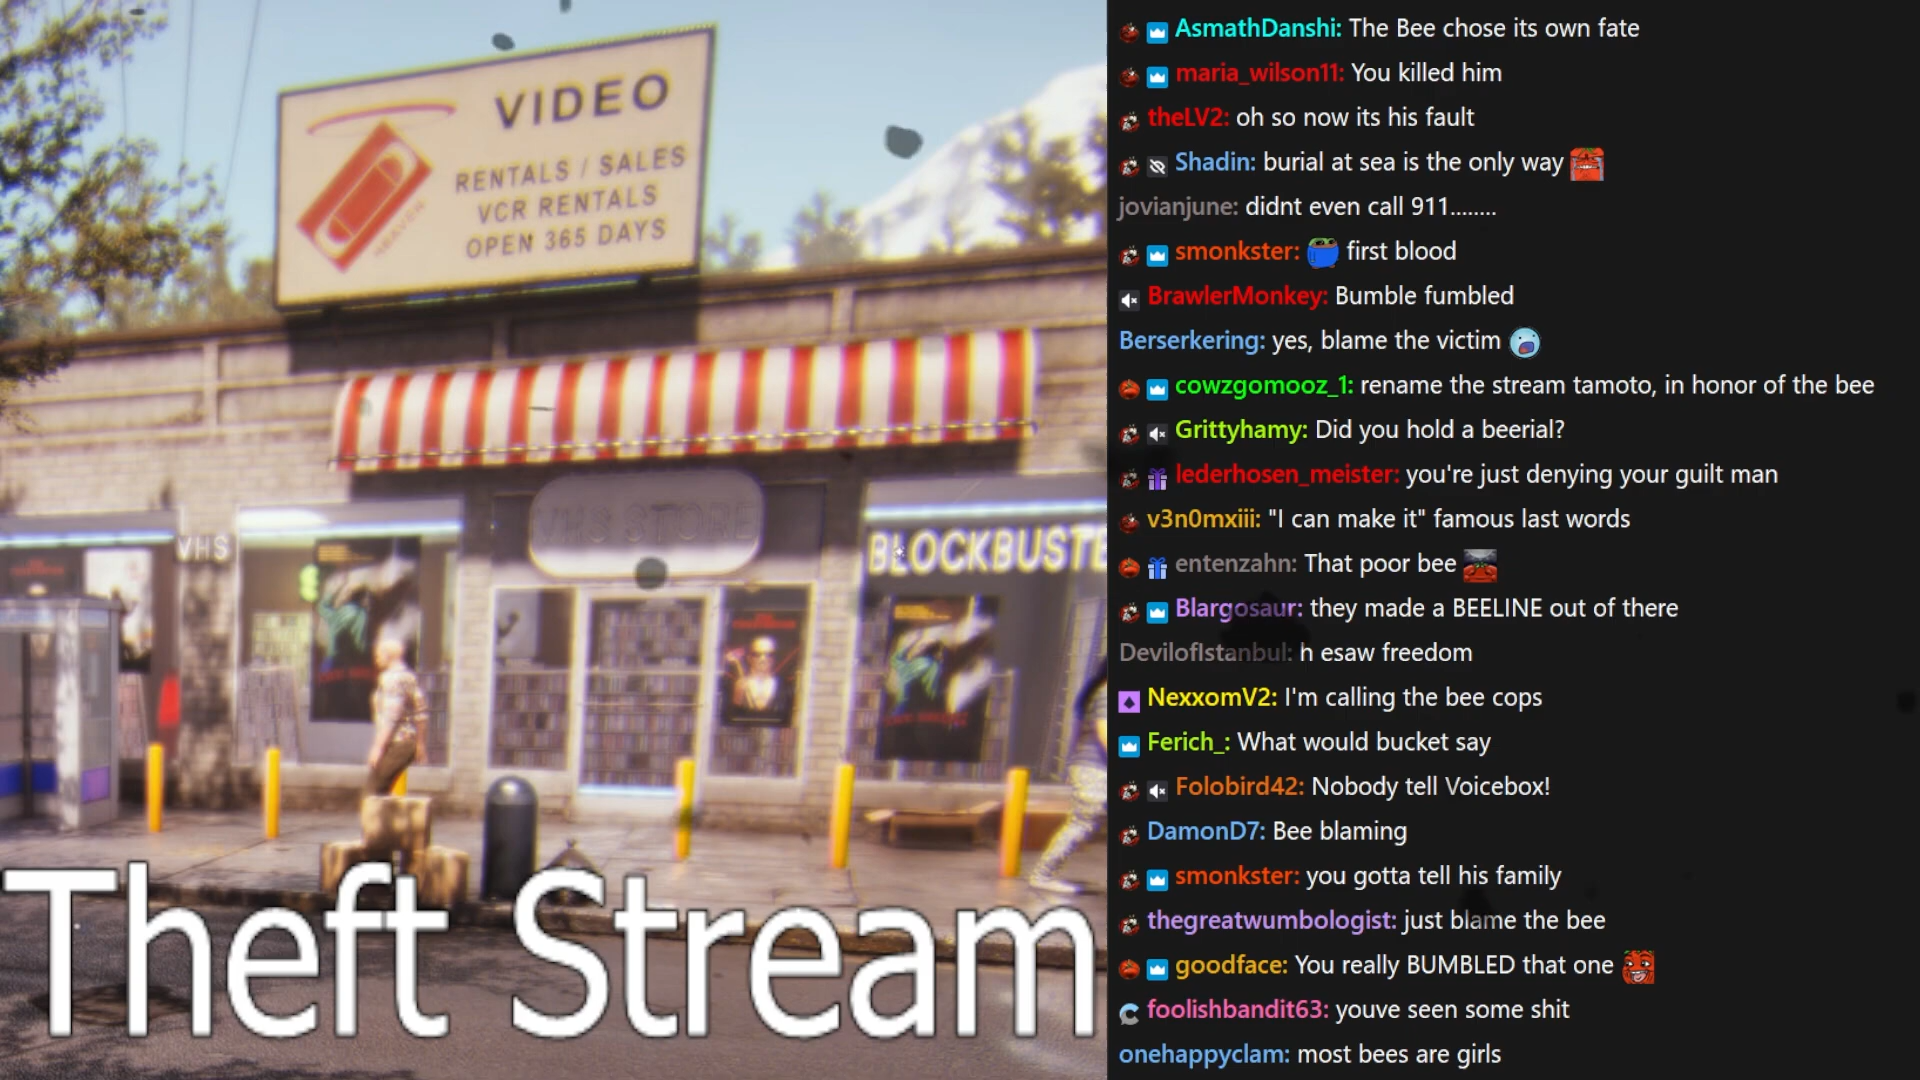 VIDEO
RENTALS / SALES
VCR RENTALS
OPEN 365 DAYS
HEAVEN
VHS STORE
VHS
BLOCKBUSTE
Theft Stream
AsmathDanshi: The Bee chose its own fate
maria_wilson11: You killed him
theLV2: oh so now its his fault
Shadin: burial at sea is the only way
jovianjune: didnt even call 911........
smonkster: first blood
BrawlerMonkey: Bumble fumbled
Berserkering: yes, blame the victim
cowzgomooz_1: rename the stream tamoto, in honor of the bee
Grittyhamy: Did you hold a beerial?
lederhosen_meister: you're just denying your guilt man
v3n0mxiii: "I can make it" famous last words
entenzahn: That poor bee
Blargosaur: they made a BEELINE out of there
DevilofIstanbul: h esaw freedom
NexxomV2: I'm calling the bee cops
Ferich_: What would bucket say
Folobird42: Nobody tell Voicebox!
DamonD7: Bee blaming
smonkster: you gotta tell his family
thegreatwumbologist: just blame the bee
goodface: You really BUMBLED that one
foolishbandit63: youve seen some shit
onehappyclam: most bees are girls